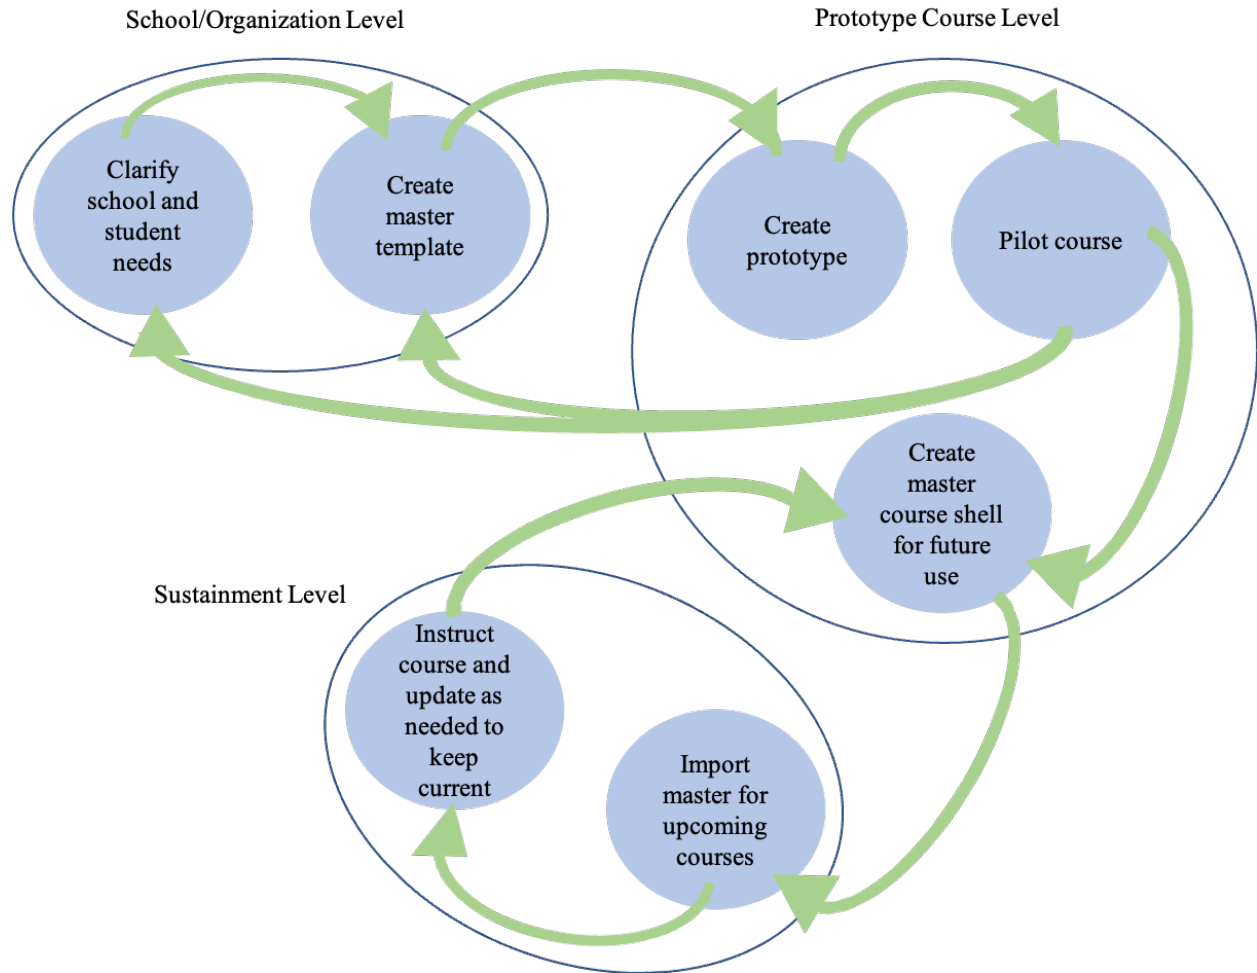 School/Organization Level
Prototype Course Level
Clarify
school and
student
needs
Create
master
template
Create
prototype
Pilot course
Create
master
course shell
for future
use
Sustainment Level
Instruct
course and
update as
needed to
keep
current
Import
master for
upcoming
courses